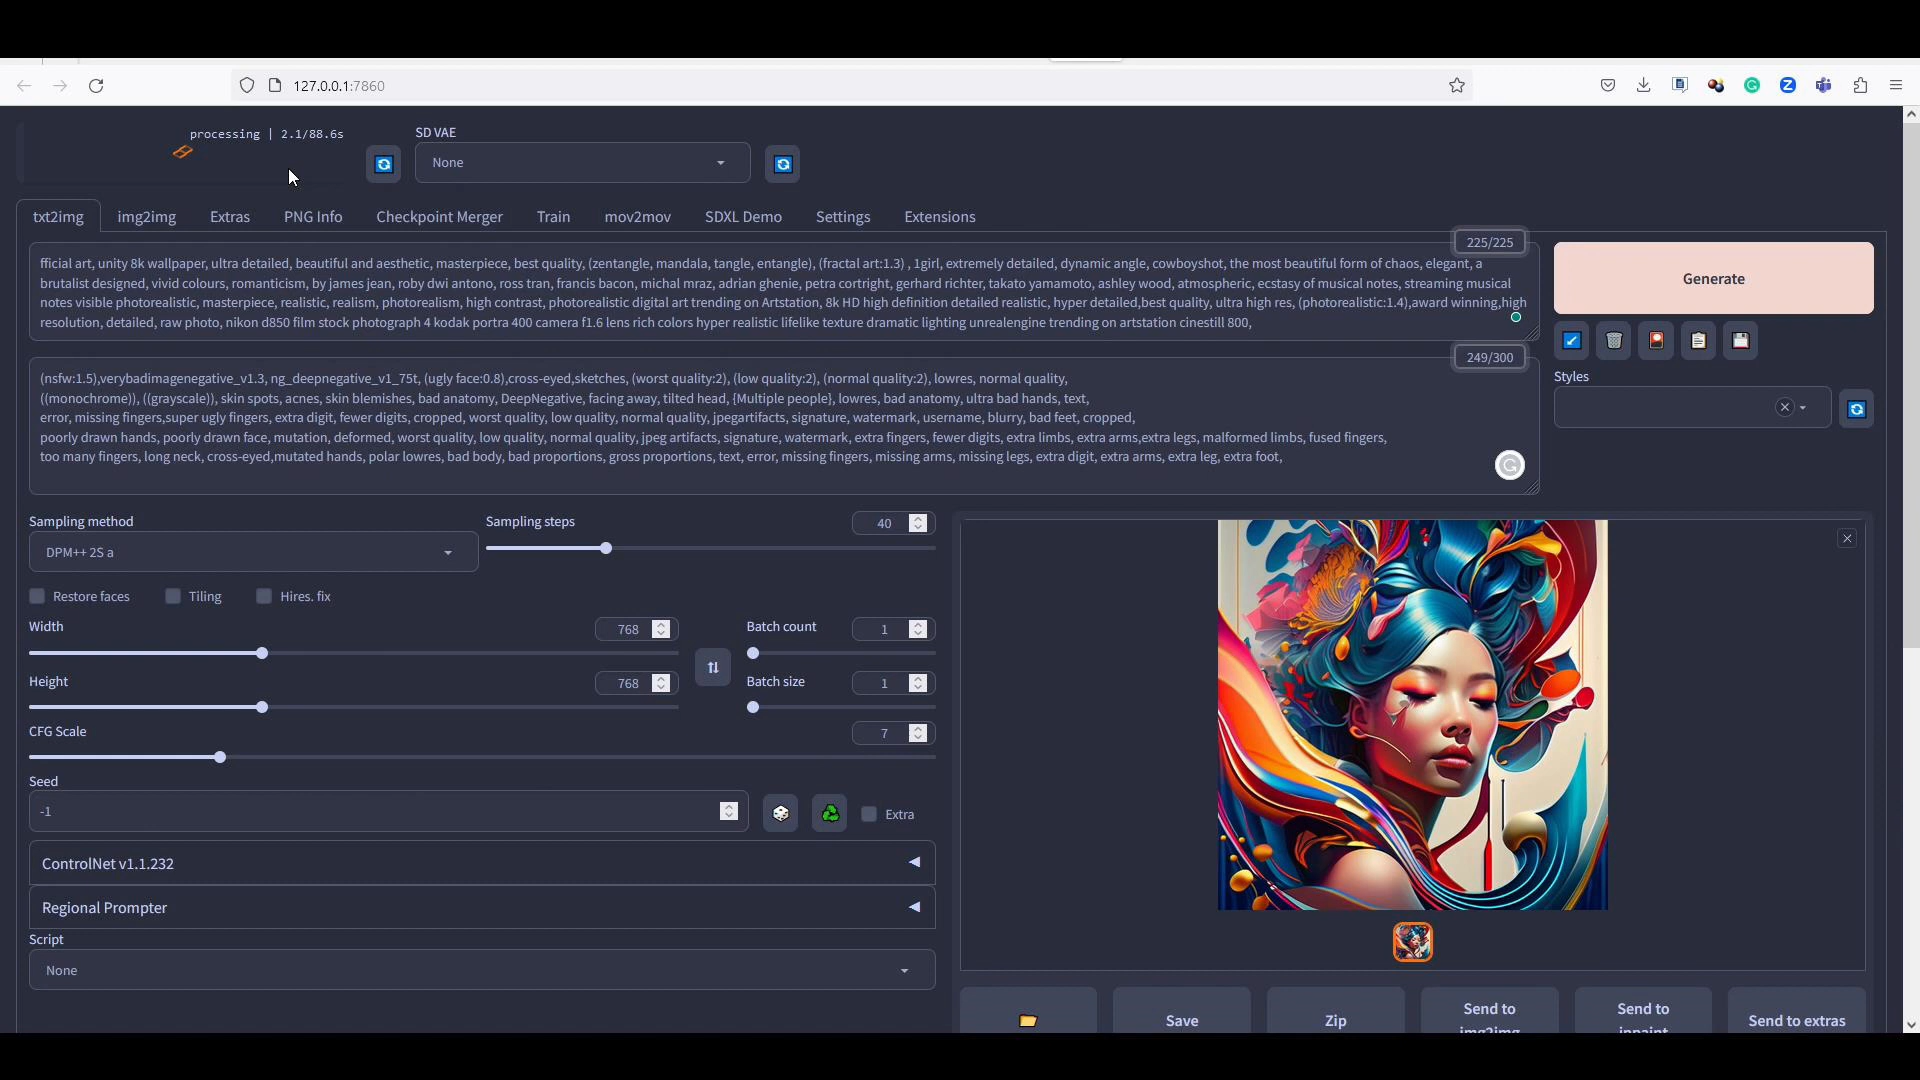 127.0.0.1:7860
processing | 2.1/88.6s
SD VAE
None
txt2img img2img Extras PNG Info Checkpoint Merger Train mov2mov SDXL Demo Settings Extensions
225/225
fficial art, unity 8k wallpaper, ultra detailed, beautiful and aesthetic, masterpiece, best quality, (zentangle, mandala, tangle, entangle), (fractal art:1.3) , 1girl, extremely detailed, dynamic angle, cowboyshot, the most beautiful form of chaos, elegant, a
brutalist designed, vivid colours, romanticism, by james jean, roby dwi antono, ross tran, francis bacon, michal mraz, adrian ghenie, petra cortright, gerhard richter, takato yamamoto, ashley wood, atmospheric, ecstasy of musical notes, streaming musical
notes visible photorealistic, masterpiece, realistic, realism, photorealism, high contrast, photorealistic digital art trending on Artstation, 8k HD high definition detailed realistic, hyper detailed,best quality, ultra high res, (photorealistic:1.4),award winning,high
resolution, detailed, raw photo, nikon d850 film stock photograph 4 kodak portra 400 camera f1.6 lens rich colors hyper realistic lifelike texture dramatic lighting unrealengine trending on artstation cinestill 800,
Generate
249/300
(nsfw:1.5),verybadimagenegative_v1.3, ng_deepnegative_v1_75t, (ugly face:0.8),cross-eyed,sketches, (worst quality:2), (low quality:2), (normal quality:2), lowres, normal quality,
((monochrome)), ((grayscale)), skin spots, acnes, skin blemishes, bad anatomy, DeepNegative, facing away, tilted head, {Multiple people}, lowres, bad anatomy, ultra bad hands, text,
error, missing fingers,super ugly fingers, extra digit, fewer digits, cropped, worst quality, low quality, normal quality, jpegartifacts, signature, watermark, username, blurry, bad feet, cropped,
poorly drawn hands, poorly drawn face, mutation, deformed, worst quality, low quality, normal quality, jpeg artifacts, signature, watermark, extra fingers, fewer digits, extra limbs, extra arms,extra legs, malformed limbs, fused fingers,
too many fingers, long neck, cross-eyed,mutated hands, polar lowres, bad body, bad proportions, gross proportions, text, error, missing fingers, missing arms, missing legs, extra digit, extra arms, extra leg, extra foot,
Styles
Sampling method
DPM++ 2S a
Sampling steps 40
Restore faces Tiling Hires. fix
Width 768
Batch count 1
Height 768
Batch size 1
CFG Scale 7
Seed
-1
Extra
ControlNet v1.1.232
Regional Prompter
Script
None
Save
Zip
Send to
img2img
Send to
inpaint
Send to extras